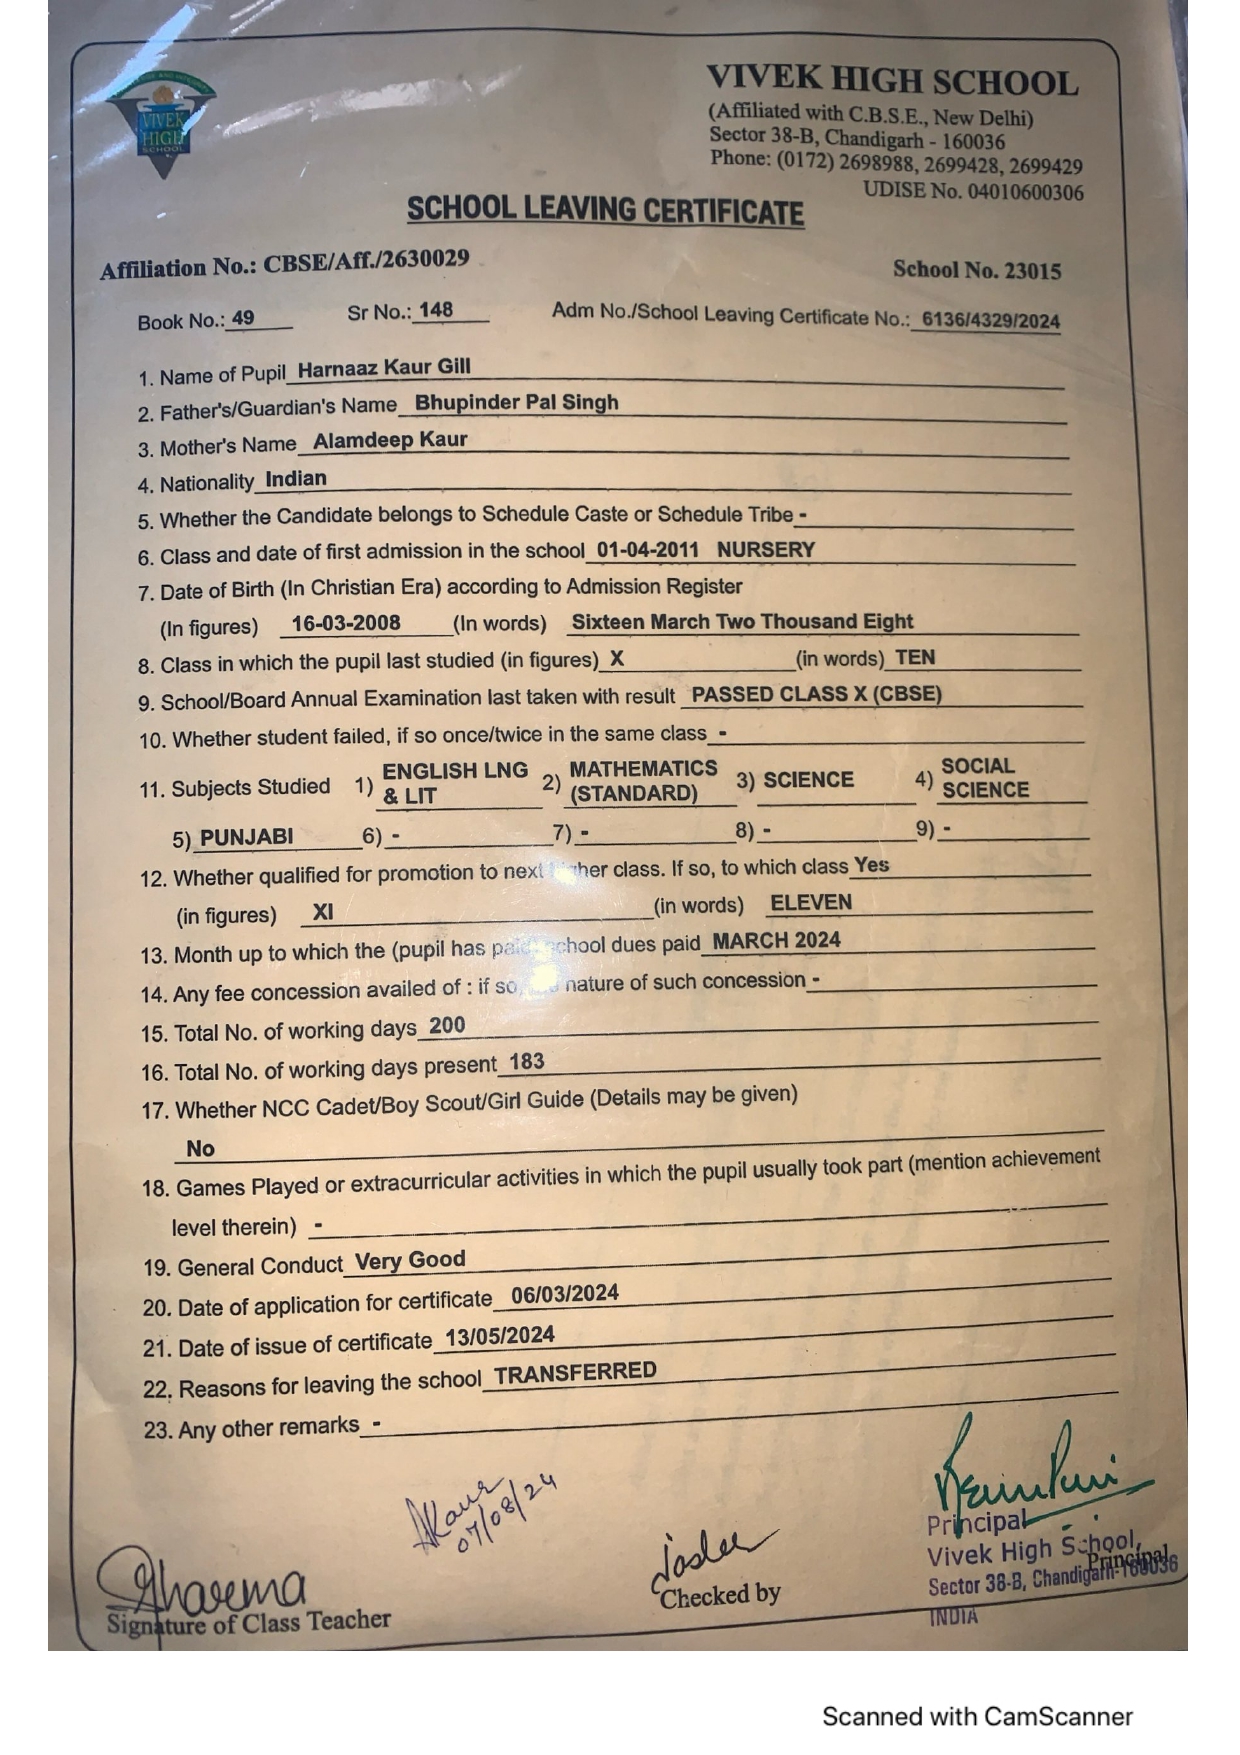 VIVEK HIGH SCHOOL
VIVEK HIGH SCHOOL
(Affiliated with C.B.S.E., New Delhi)
Sector 38-B, Chandigarh - 160036
Phone: (0172) 2698988, 2699428, 2699429
UDISE No. 04010600306
SCHOOL LEAVING CERTIFICATE
Affiliation No.: CBSE/Aff./2630029 School No. 23015
Book No.: 49 Sr No.: 148 Adm No./School Leaving Certificate No.: 6136/4329/2024
1. Name of Pupil Harnaaz Kaur Gill
2. Father's/Guardian's Name Bhupinder Pal Singh
3. Mother's Name Alamdeep Kaur
4. Nationality Indian
5. Whether the Candidate belongs to Schedule Caste or Schedule Tribe -
6. Class and date of first admission in the school 01-04-2011 NURSERY
7. Date of Birth (In Christian Era) according to Admission Register
(In figures) 16-03-2008 (In words) Sixteen March Two Thousand Eight
8. Class in which the pupil last studied (in figures) X (in words) TEN
9. School/Board Annual Examination last taken with result PASSED CLASS X (CBSE)
10. Whether student failed, if so once/twice in the same class -
11. Subjects Studied 1) ENGLISH LNG & LIT 2) MATHEMATICS (STANDARD) 3) SCIENCE 4) SOCIAL SCIENCE
5) PUNJABI 6) - 7) - 8) - 9) -
12. Whether qualified for promotion to next higher class. If so, to which class Yes
(in figures) XI (in words) ELEVEN
13. Month up to which the (pupil has paid school dues paid MARCH 2024
14. Any fee concession availed of : if so, nature of such concession -
15. Total No. of working days 200
16. Total No. of working days present 183
17. Whether NCC Cadet/Boy Scout/Girl Guide (Details may be given)
No
18. Games Played or extracurricular activities in which the pupil usually took part (mention achievement
level therein) -
19. General Conduct Very Good
20. Date of application for certificate 06/03/2024
21. Date of issue of certificate 13/05/2024
22. Reasons for leaving the school TRANSFERRED
23. Any other remarks -
AKaur
07/08/24
Sharma
Signature of Class Teacher
Checked by
Principal
Principal
Vivek High School,
Sector 38-B, Chandigarh-160036
INDIA
Scanned with CamScanner